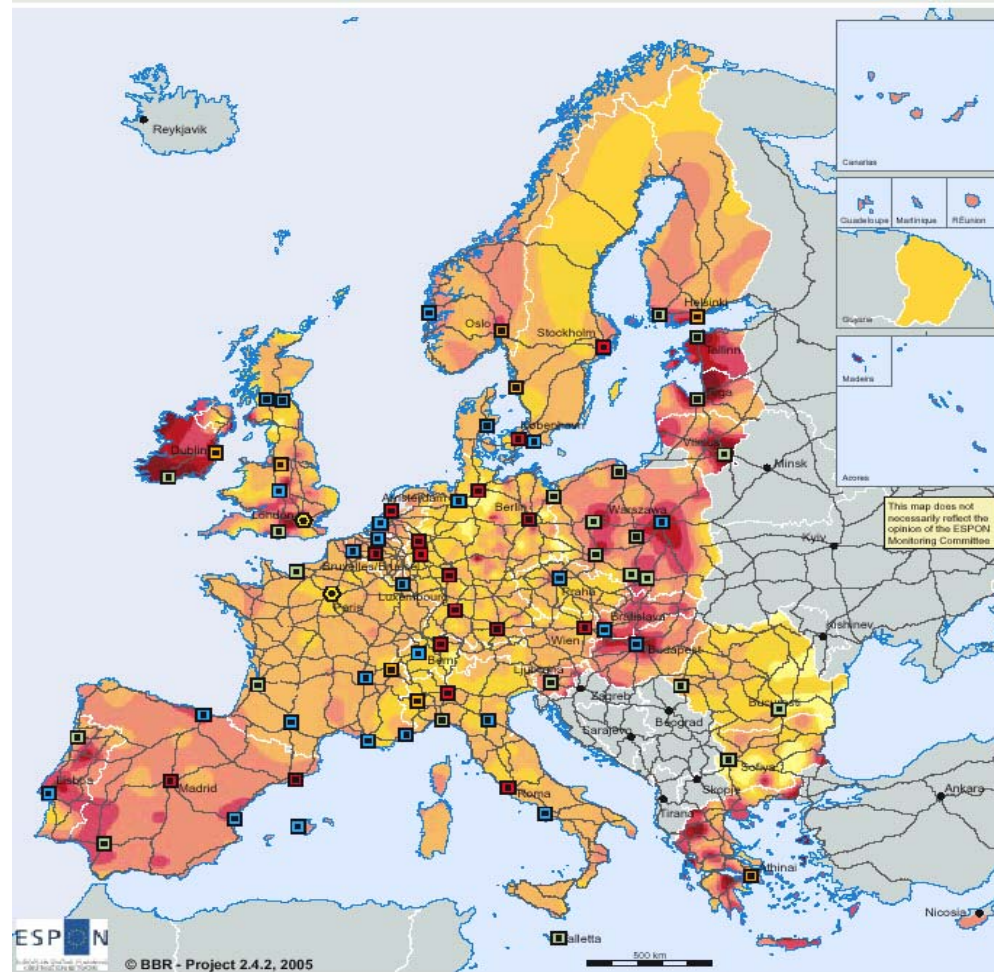 Reykjavik
Canarias
Guadeloupe
Martinique
REunion
Guyane
Madeira
Azores
This map does not
necessarily reflect the
opinion of the ESPON
Monitoring Committee
Helsinki
Oslo
Stockholm
Tallinn
Riga
København
Vilnius
Minsk
Dublin
Amsterdam
Berlin
Warszawa
London
Kyiv
Bruxelles/Brussel
Luxembourg
Praha
Paris
Bratislava
Wien
Kishinev
Budapest
Bern
Ljubljana
Zagreb
Beograd
Bucharest
Sarajevo
Sofiya
Lisboa
Madrid
Roma
Skopje
Tirana
Ankara
Athinai
Nicosia
Valletta
500 km
ESPON
© BBR - Project 2.4.2, 2005